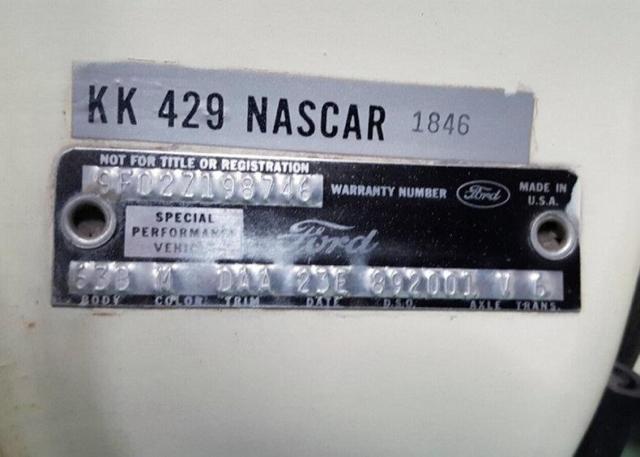 KK 429 NASCAR 1846
NOT FOR TITLE OR REGISTRATION
9F02Z198746 WARRANTY NUMBER Ford MADE IN U.S.A.
SPECIAL
PERFORMANCE
VEHICLE
Ford
63B M DAA 23E 892001 V 6
BODY COLOR TRIM DATE D.S.O. AXLE TRANS.